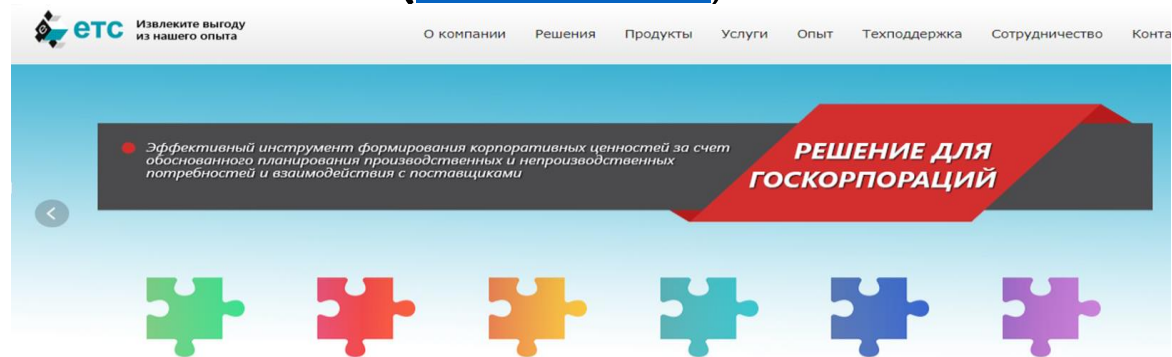 етс
Извлеките выгоду
из нашего опыта
О компании Решения Продукты Услуги Опыт Техподдержка Сотрудничество Конта
Эффективный инструмент формирования корпоративных ценностей за счет
обоснованного планирования производственных и непроизводственных
потребностей и взаимодействия с поставщиками
РЕШЕНИЕ ДЛЯ
ГОСКОРПОРАЦИЙ